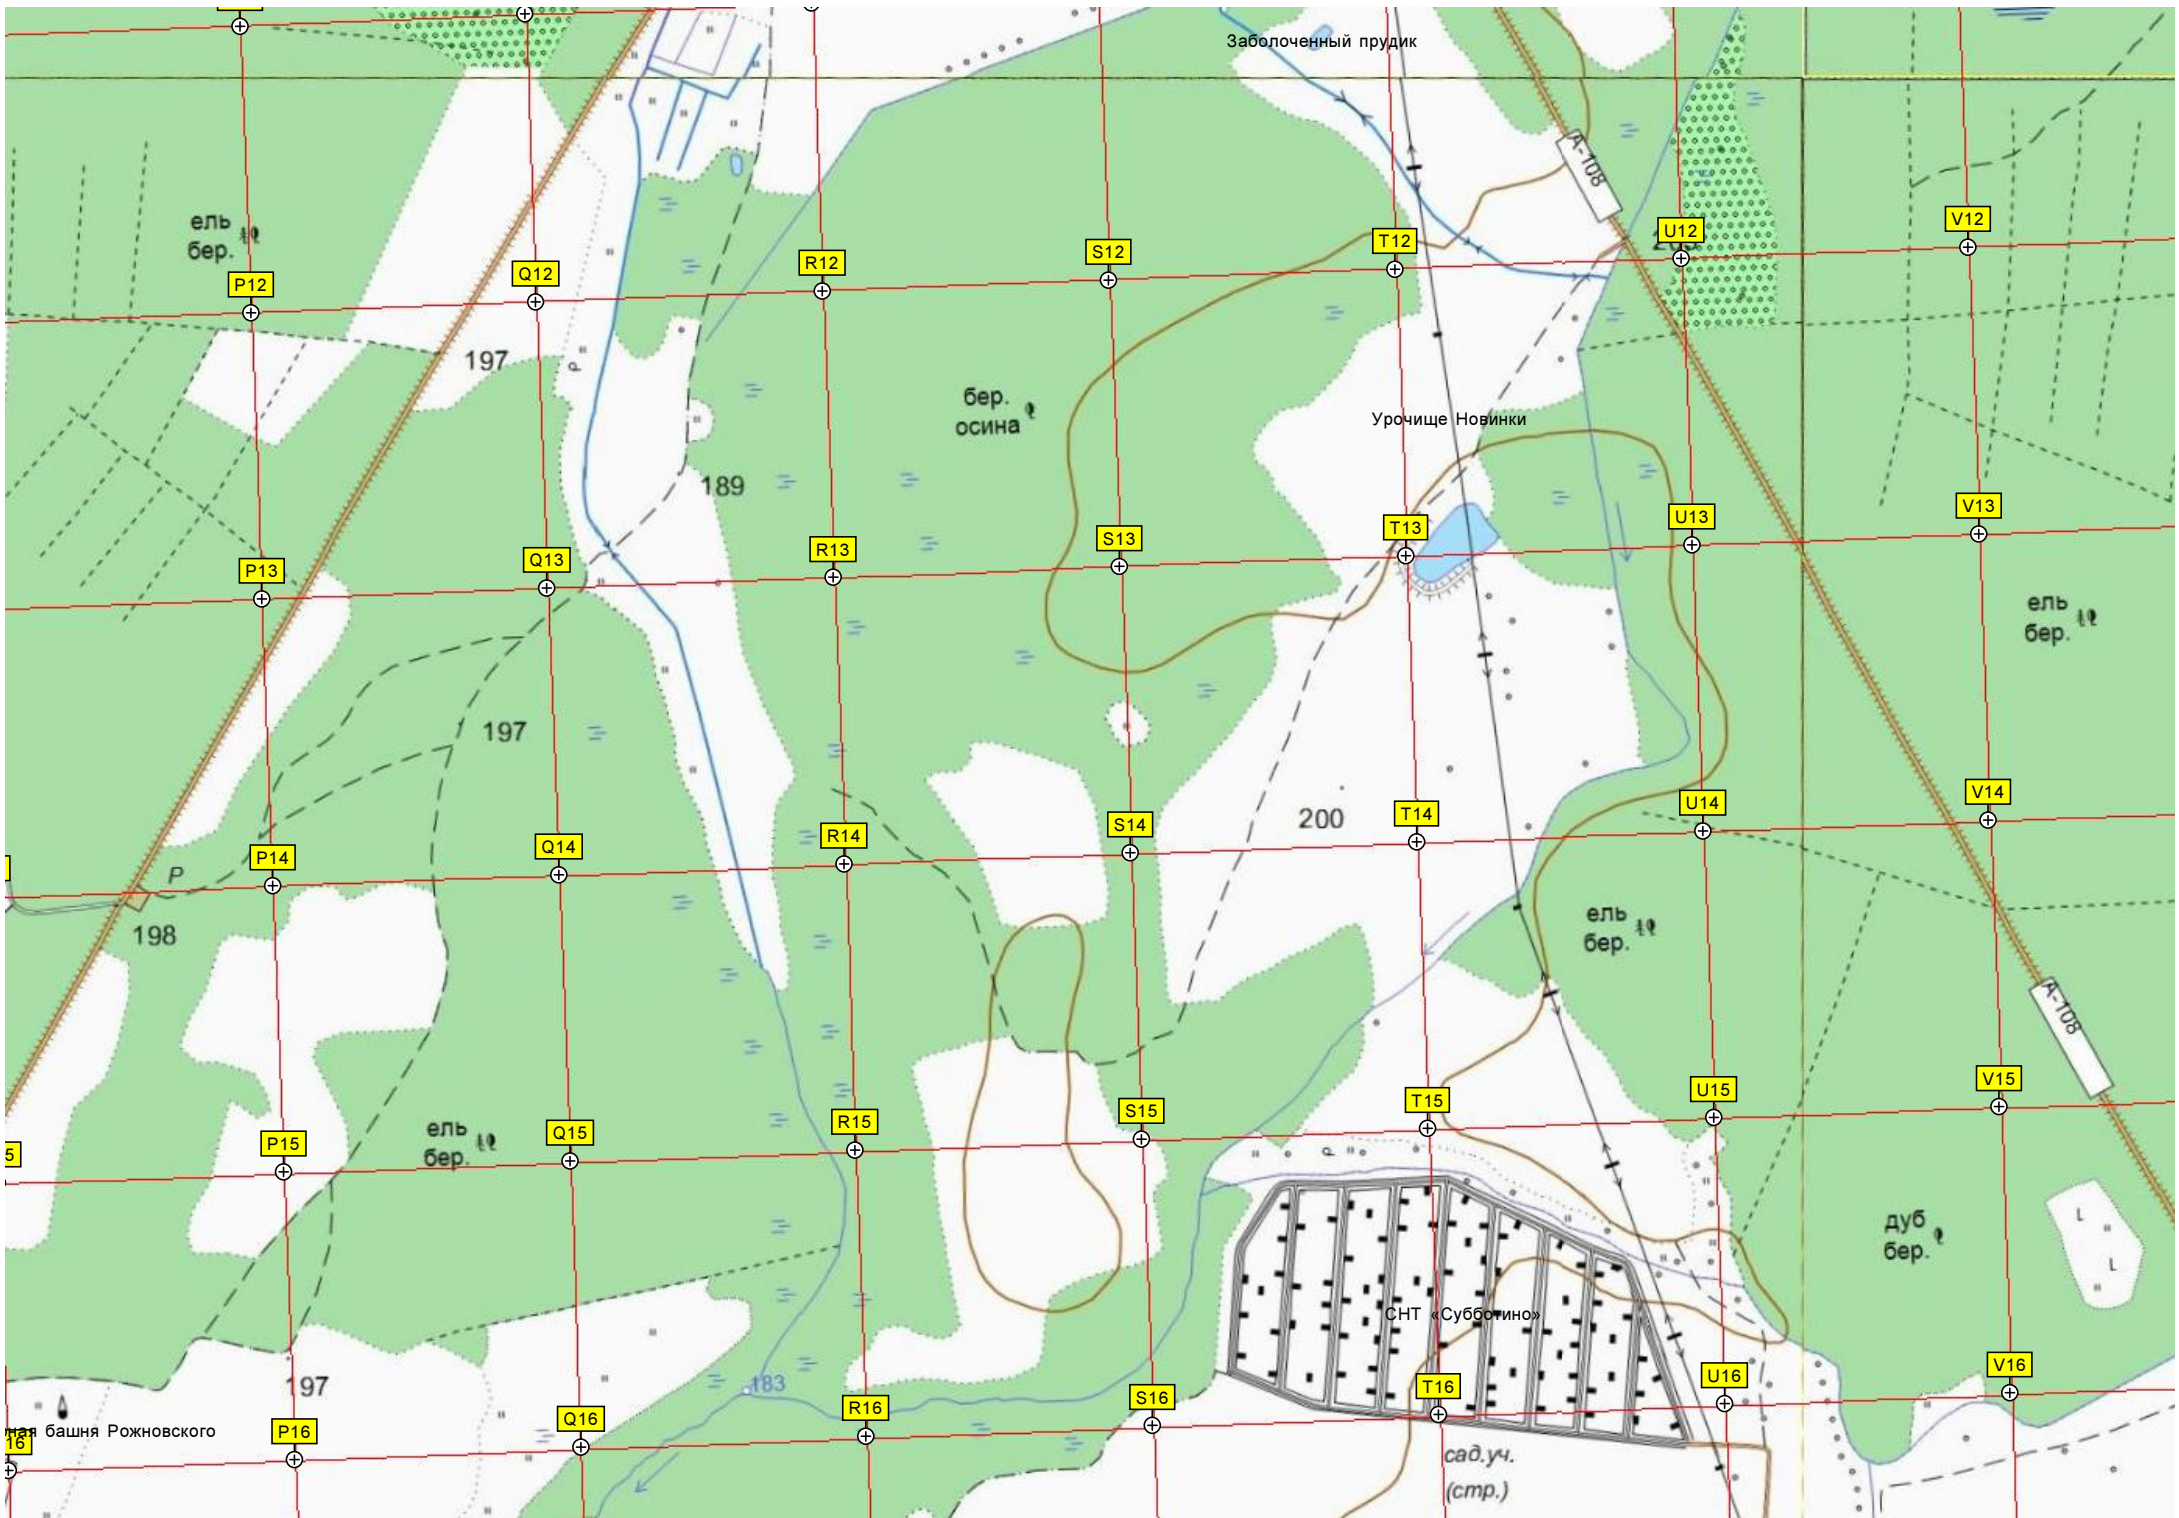 Заболоченный прудик
А-108
ель
бер.
P12
Q12
R12
S12
T12
U12
V12
197
бер.
осина
Урочище Новинки
189
P13
Q13
R13
S13
T13
U13
V13
ель
бер.
197
200
P14
Q14
R14
S14
T14
U14
V14
Р
198
ель
бер.
А-108
ель
бер.
5
P15
Q15
R15
S15
T15
U15
V15
р
р
дуб
бер.
L
L
СНТ «Субботино»
183
197
башня Рожновского
16
P16
Q16
R16
S16
T16
U16
V16
сад.уч.
(стр.)